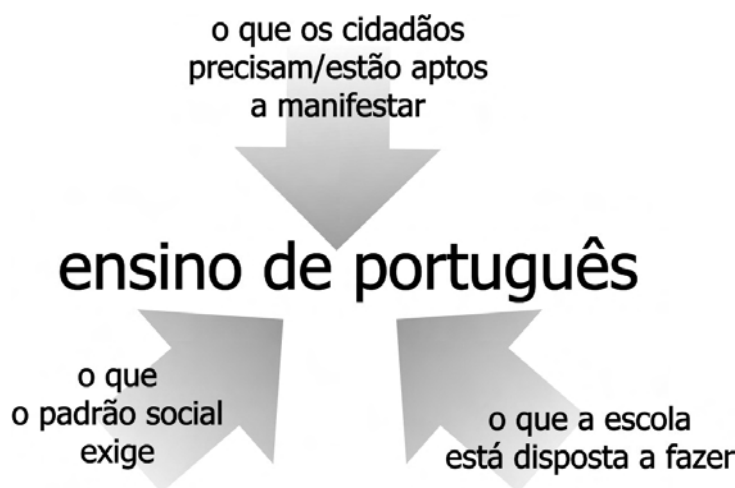 o que os cidadãos
precisam/estão aptos
a manifestar
ensino de português
o que
o padrão social
exige
o que a escola
está disposta a fazer